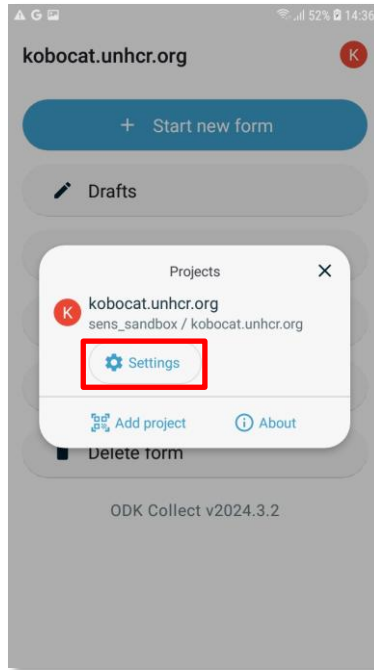 A G 52% 14:36
kobocat.unhcr.org K
+ Start new form
Drafts
Projects
K kobocat.unhcr.org
sens_sandbox / kobocat.unhcr.org
Settings
Add project About
Delete form
ODK Collect v2024.3.2